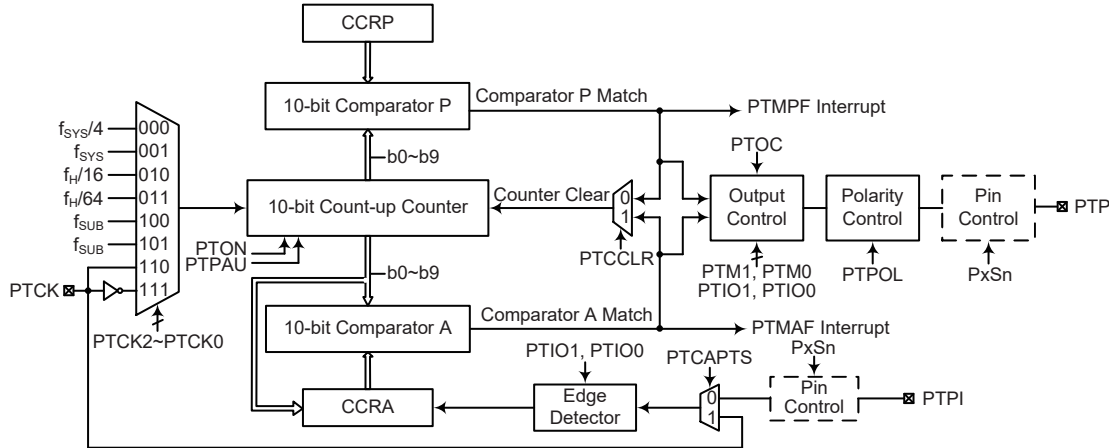 CCRP
10-bit Comparator P
Comparator P Match
PTMPF Interrupt
b0~b9
fSYS/4
fSYS
fH/16
fH/64
fSUB
fSUB
000
001
010
011
100
101
110
111
PTCK
PTCK2~PTCK0
10-bit Count-up Counter
PTON
PTPAU
Counter Clear
0
1
PTCCLR
PTOC
Output
Control
PTM1, PTM0
PTIO1, PTIO0
Polarity
Control
PTPOL
Pin
Control
PxSn
PTP
b0~b9
10-bit Comparator A
Comparator A Match
PTMAF Interrupt
CCRA
PTIO1, PTIO0
Edge
Detector
PTCAPTS
0
1
PxSn
Pin
Control
PTPI